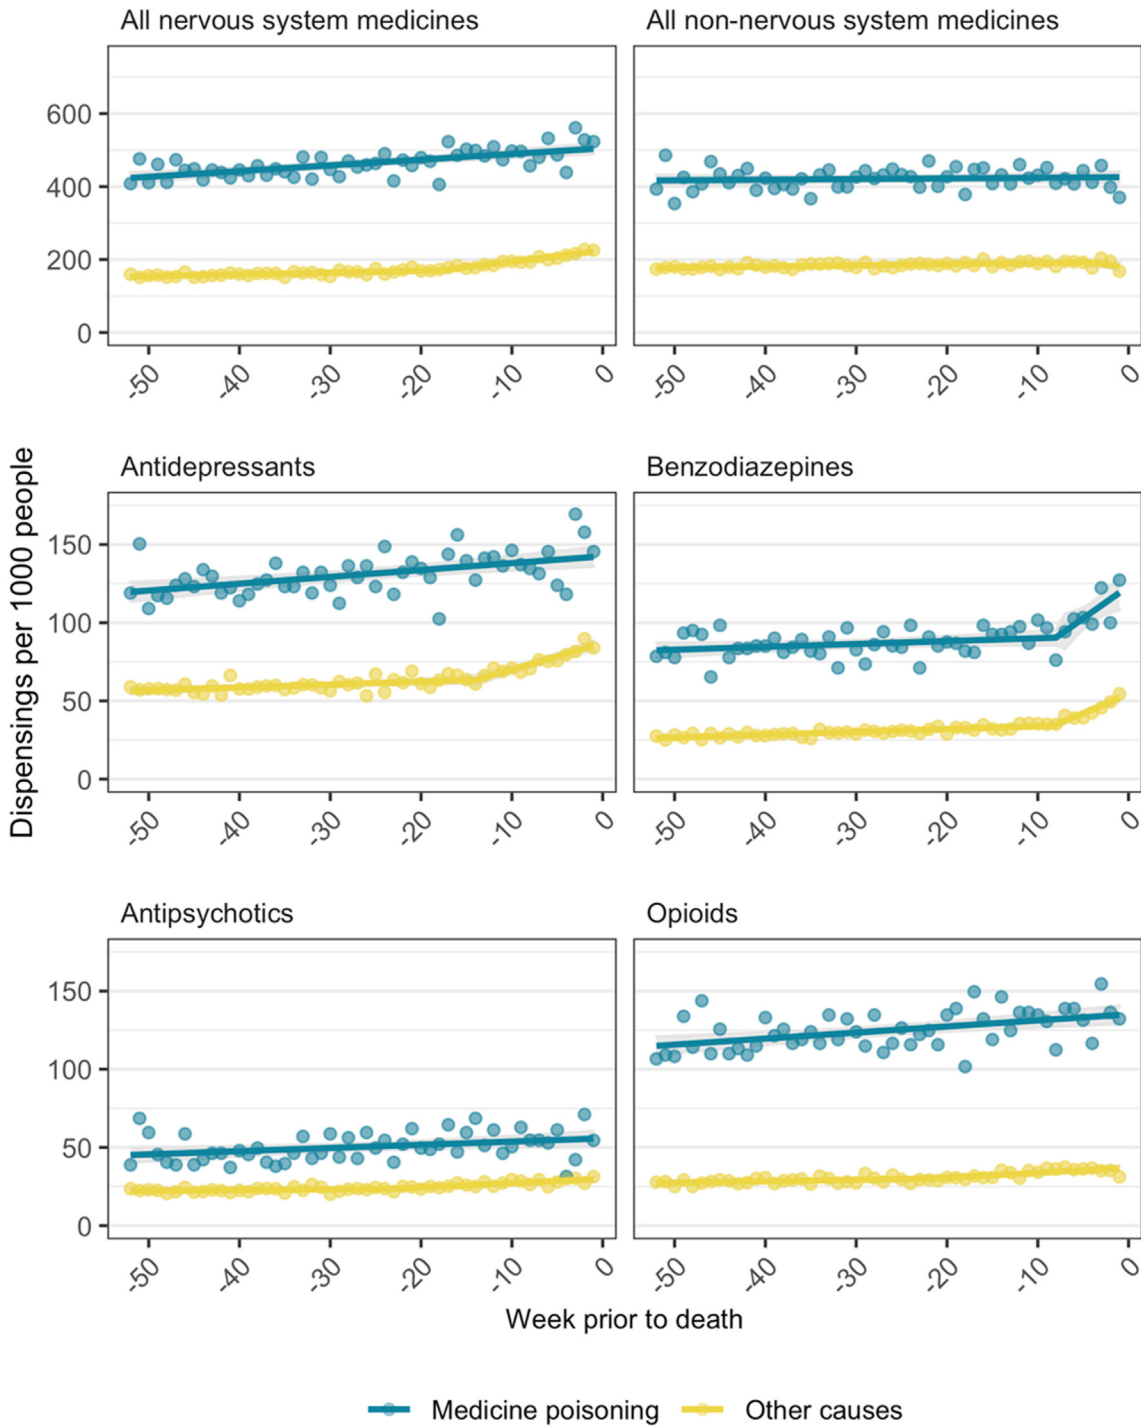 All nervous system medicines
All non-nervous system medicines
600
400
200
0
-50 -40 -30 -20 -10 0
-50 -40 -30 -20 -10 0
Dispensings per 1000 people
Antidepressants
Benzodiazepines
150
100
50
0
-50 -40 -30 -20 -10 0
-50 -40 -30 -20 -10 0
Antipsychotics
Opioids
150
100
50
0
-50 -40 -30 -20 -10 0
-50 -40 -30 -20 -10 0
Week prior to death
Medicine poisoning
Other causes